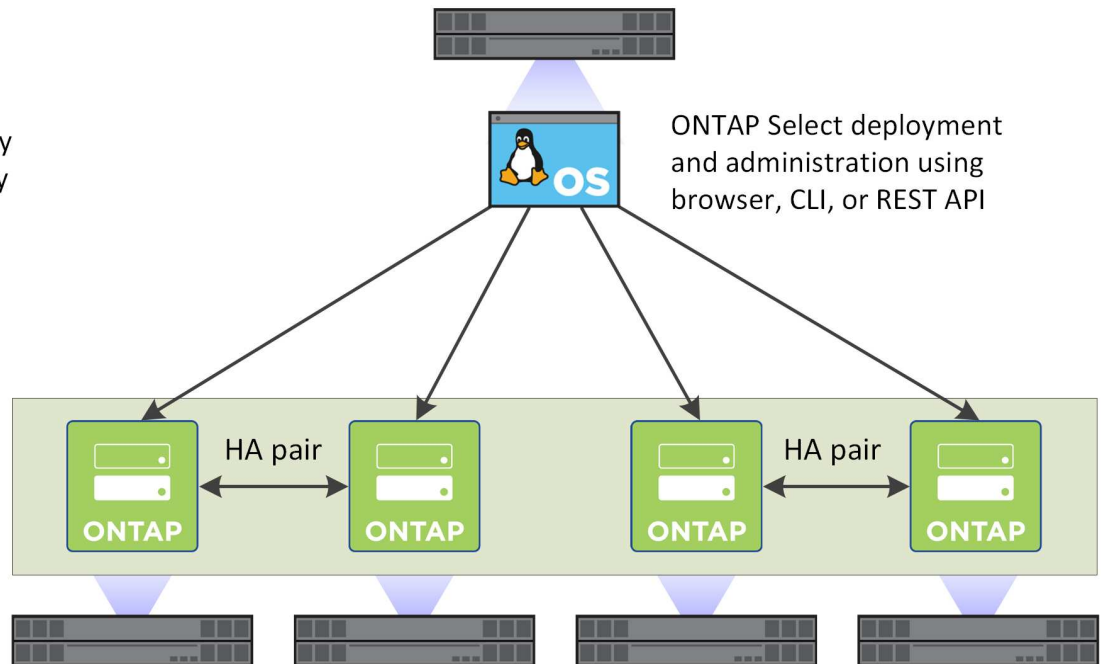 ONTAP Select deployment
and administration using
browser, CLI, or REST API
OS
HA pair
HA pair
ONTAP
ONTAP
ONTAP
ONTAP